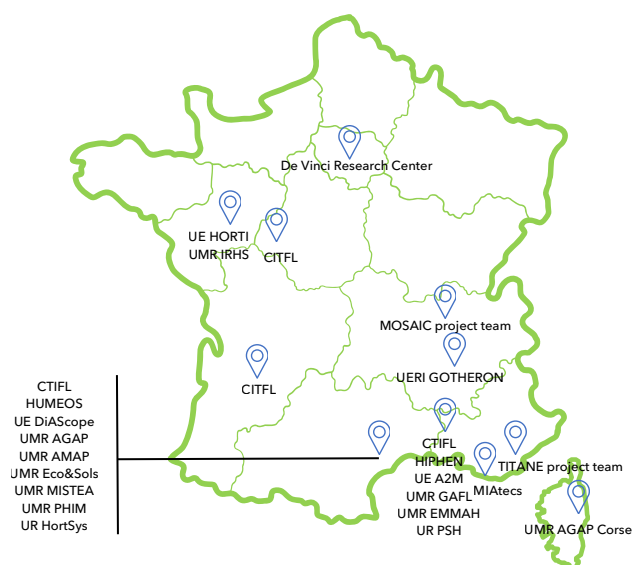 De Vinci Research Center
UE HORTI
UMR IRHS
CITFL
MOSAIC project team
UERI GOTHERON
CITFL
CTIFL
HUMEOS
UE DiAScope
UMR AGAP
UMR AMAP
UMR Eco&Sols
UMR MISTEA
UMR PHIM
UR HortSys
CTIFL
HIPHEN
UE A2M
UMR GAFL
UMR EMMAH
UR PSH
TITANE project team
MIAtecs
UMR AGAP Corse